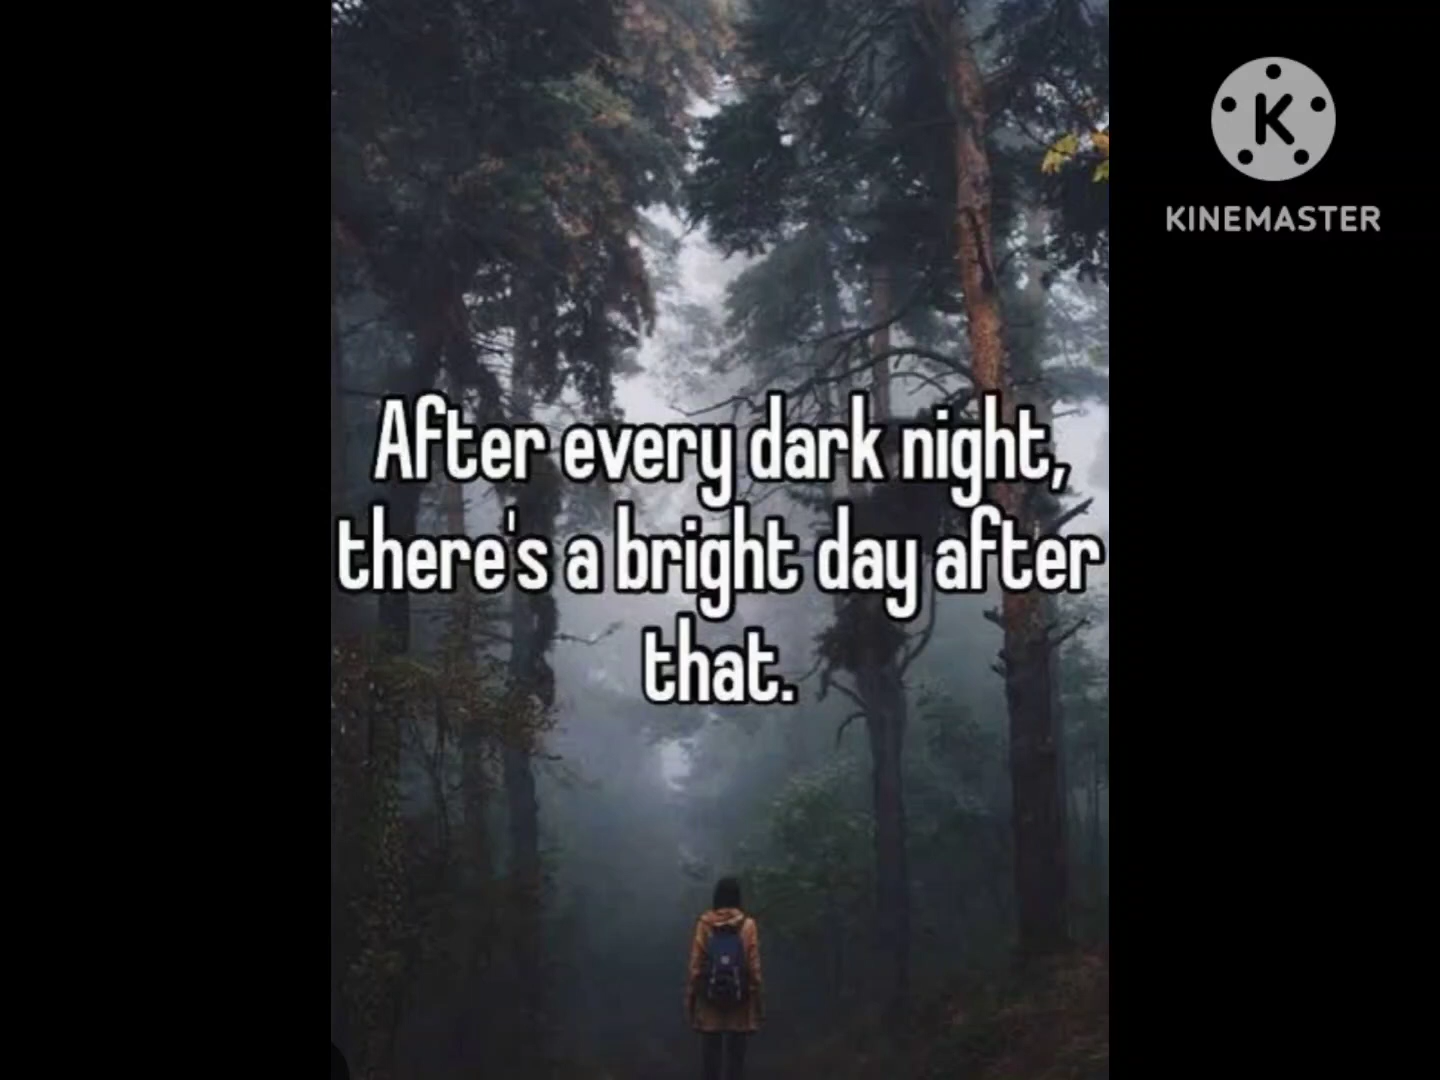 After every dark night,
there's a bright day after
that.
K
KINEMASTER